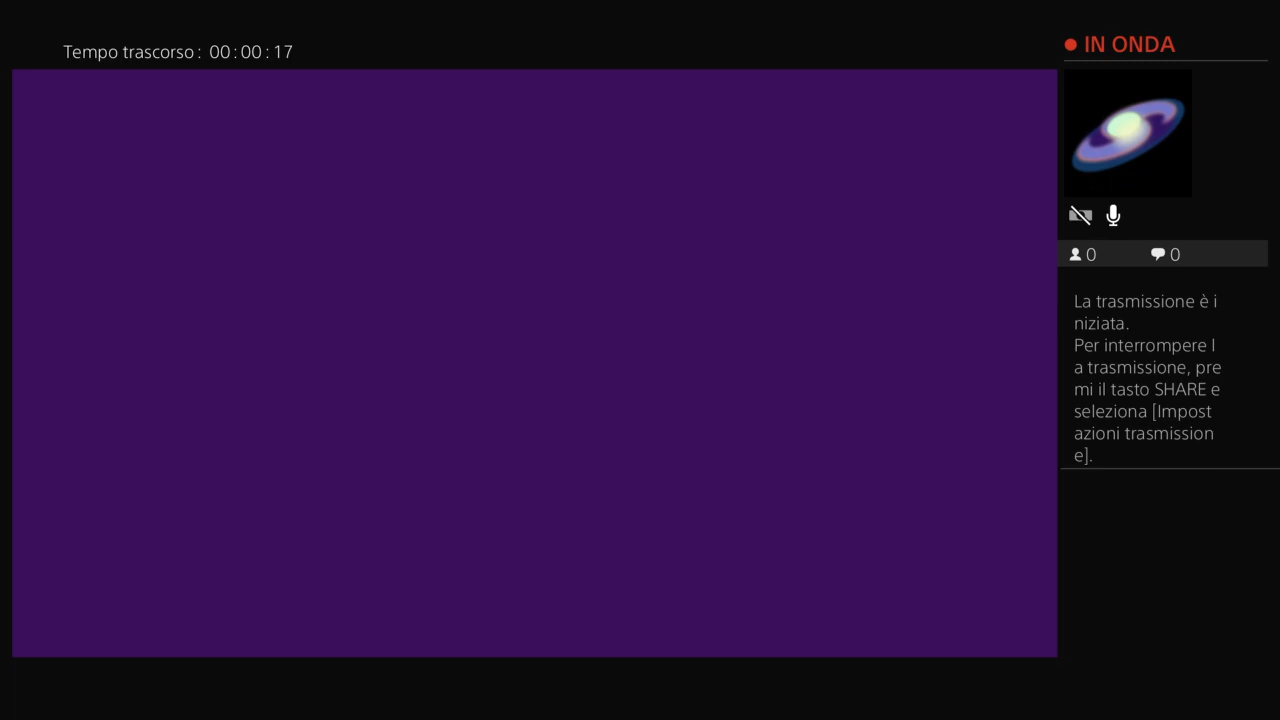 Tempo trascorso : 00 : 00 : 17
IN ONDA
0 0
La trasmissione è i
niziata.
Per interrompere l
a trasmissione, pre
mi il tasto SHARE e
seleziona [Impost
azioni trasmission
e].